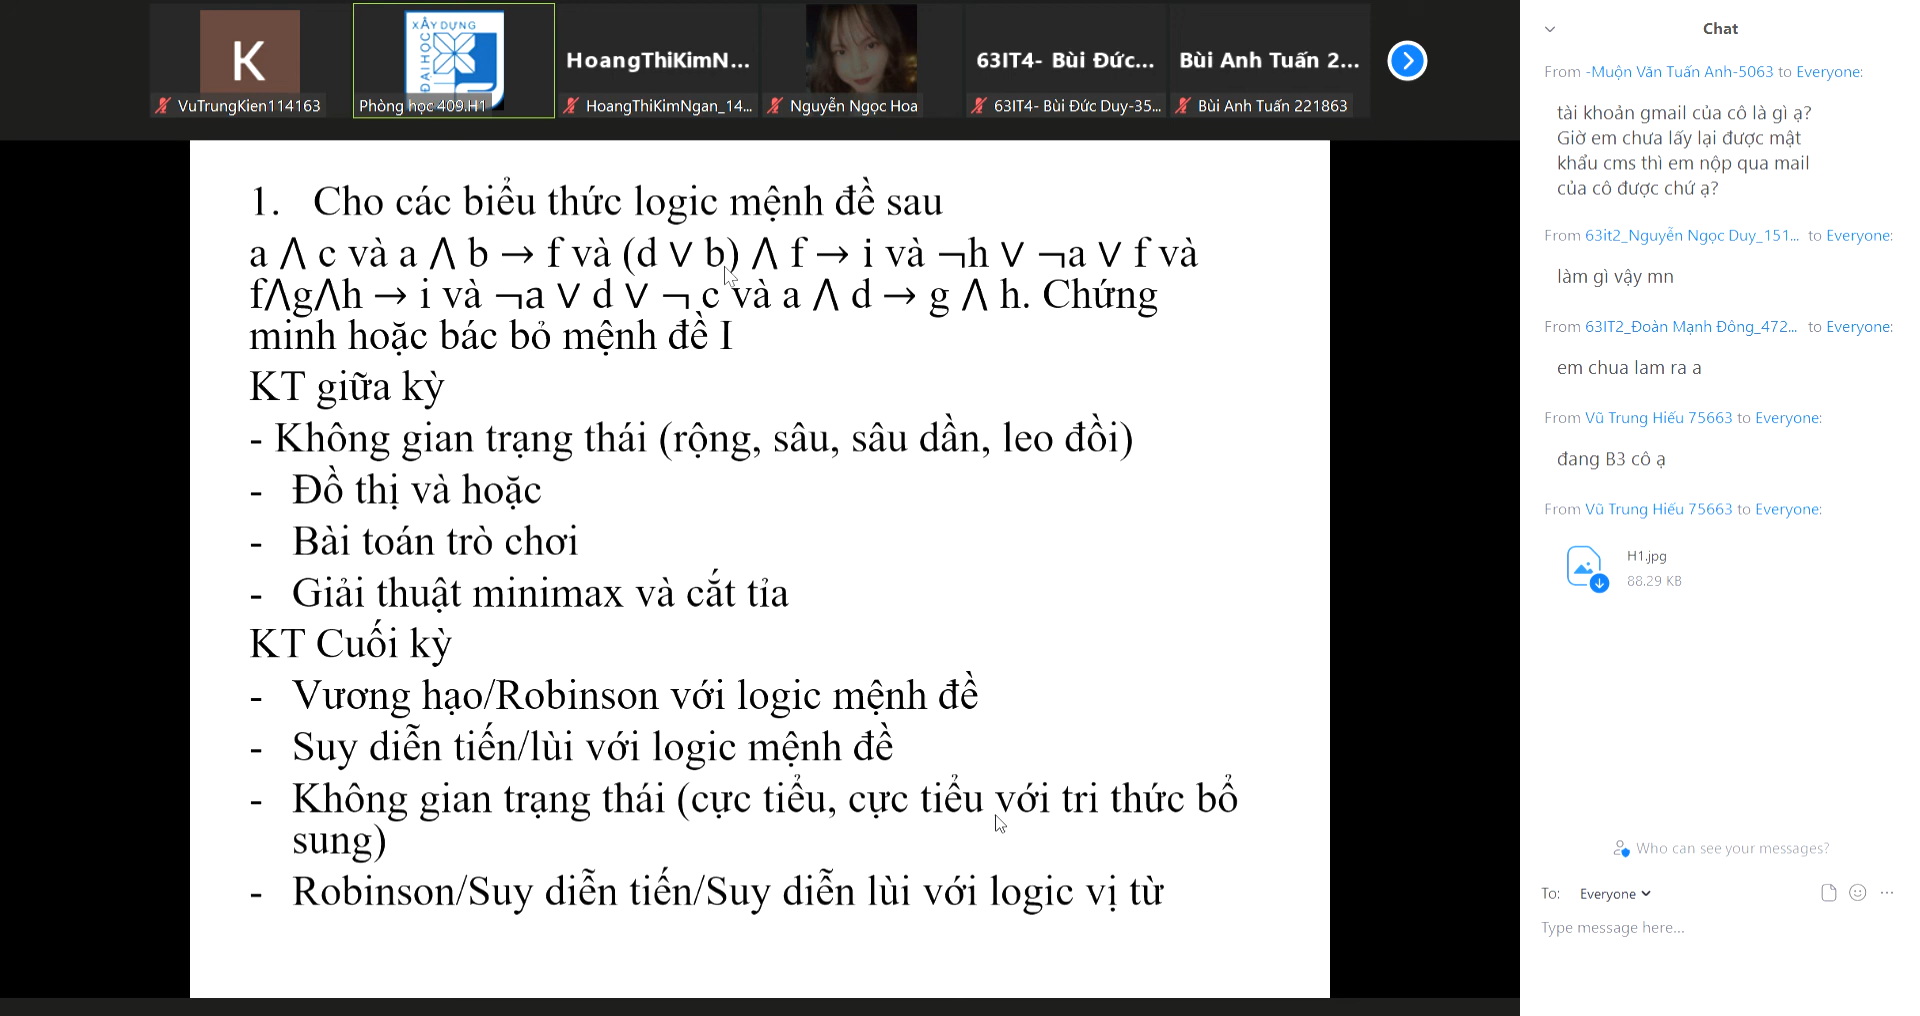 XÂY DỰNG
ĐẠI HỌC
K
HoangThiKimN...
63IT4- Bùi Đức...
Bùi Anh Tuấn 2...
VuTrungKien114163
Phòng học 409.H1
HoangThiKimNgan_14...
Nguyễn Ngọc Hoa
63IT4- Bùi Đức Duy-35...
Bùi Anh Tuấn 221863
1. Cho các biểu thức logic mệnh đề sau
a ⋀ c và a ⋀ b → f và (d ⋁ b) ⋀ f → i và ¬h ⋁ ¬a ⋁ f và
f⋀g⋀h → i và ¬a ⋁ d ⋁ ¬ c và a ⋀ d → g ⋀ h. Chứng
minh hoặc bác bỏ mệnh đề I
KT giữa kỳ
- Không gian trạng thái (rộng, sâu, sâu dần, leo đồi)
- Đồ thị và hoặc
- Bài toán trò chơi
- Giải thuật minimax và cắt tỉa
KT Cuối kỳ
- Vương hạo/Robinson với logic mệnh đề
- Suy diễn tiến/lùi với logic mệnh đề
- Không gian trạng thái (cực tiểu, cực tiểu với tri thức bổ
sung)
- Robinson/Suy diễn tiến/Suy diễn lùi với logic vị từ
Chat
From -Muộn Văn Tuấn Anh-5063 to Everyone:
tài khoản gmail của cô là gì ạ?
Giờ em chưa lấy lại được mật
khẩu cms thì em nộp qua mail
của cô được chứ ạ?
From 63it2_Nguyễn Ngọc Duy_151... to Everyone:
làm gì vậy mn
From 63IT2_Đoàn Mạnh Đông_472... to Everyone:
em chua lam ra a
From Vũ Trung Hiếu 75663 to Everyone:
đang B3 cô ạ
From Vũ Trung Hiếu 75663 to Everyone:
H1.jpg
88.29 KB
Who can see your messages?
To: Everyone
Type message here...